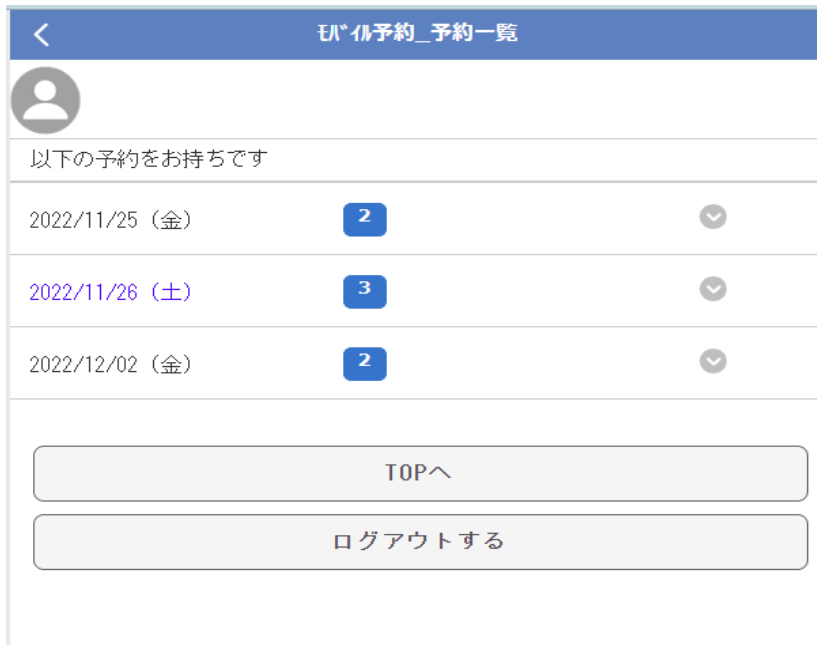 ﾓﾊﾞｲﾙ予約_予約一覧
以下の予約をお持ちです
2022/11/25（金） 2
2022/11/26（土） 3
2022/12/02（金） 2
TOPへ
ログアウトする